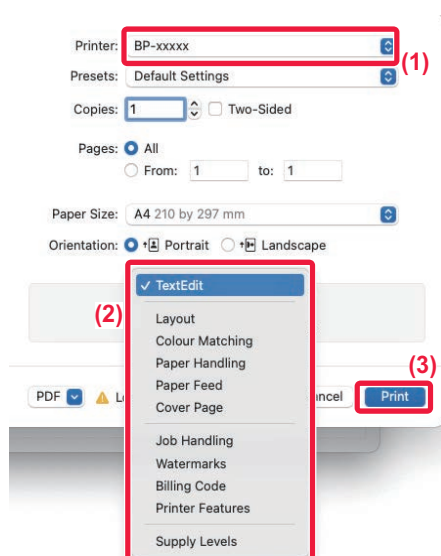 Printer: BP-xxxxx
(1)
Presets: Default Settings
Copies: 1 Two-Sided
Pages: All
From: 1 to: 1
Paper Size: A4 210 by 297 mm
Orientation: Portrait Landscape
✓ TextEdit
(2)
Layout
Colour Matching
Paper Handling
Paper Feed
Cover Page
(3)
PDF ncel Print
Job Handling
Watermarks
Billing Code
Printer Features
Supply Levels